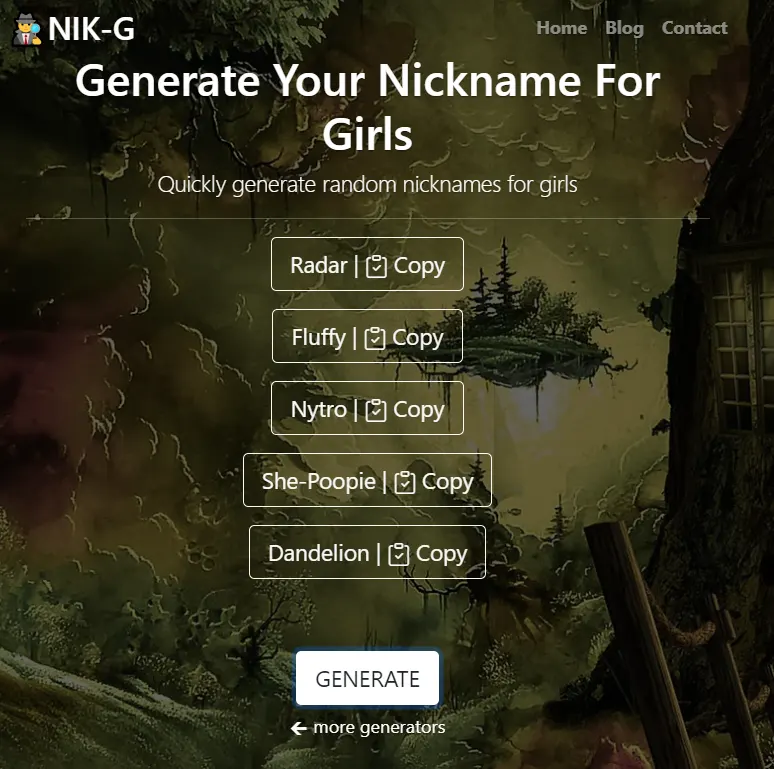 NIK-G Home Blog Contact
Generate Your Nickname For
Girls
Quickly generate random nicknames for girls
Radar | Copy
Fluffy | Copy
Nytro | Copy
She-Poopie | Copy
Dandelion | Copy
GENERATE
← more generators